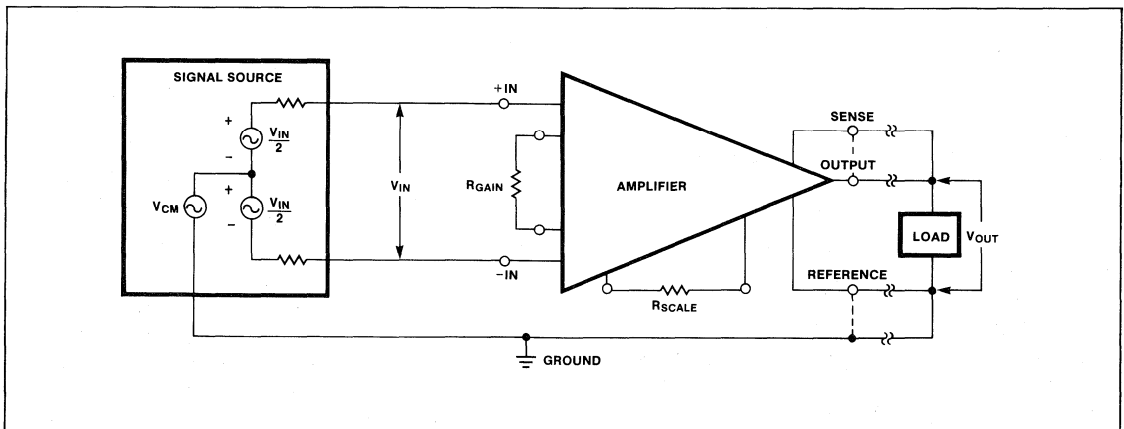 SIGNAL SOURCE
+
VIN
2
-
+
VIN
2
-
VCM
VIN
+IN
RGAIN
-IN
AMPLIFIER
RSCALE
SENSE
OUTPUT
LOAD
VOUT
REFERENCE
GROUND